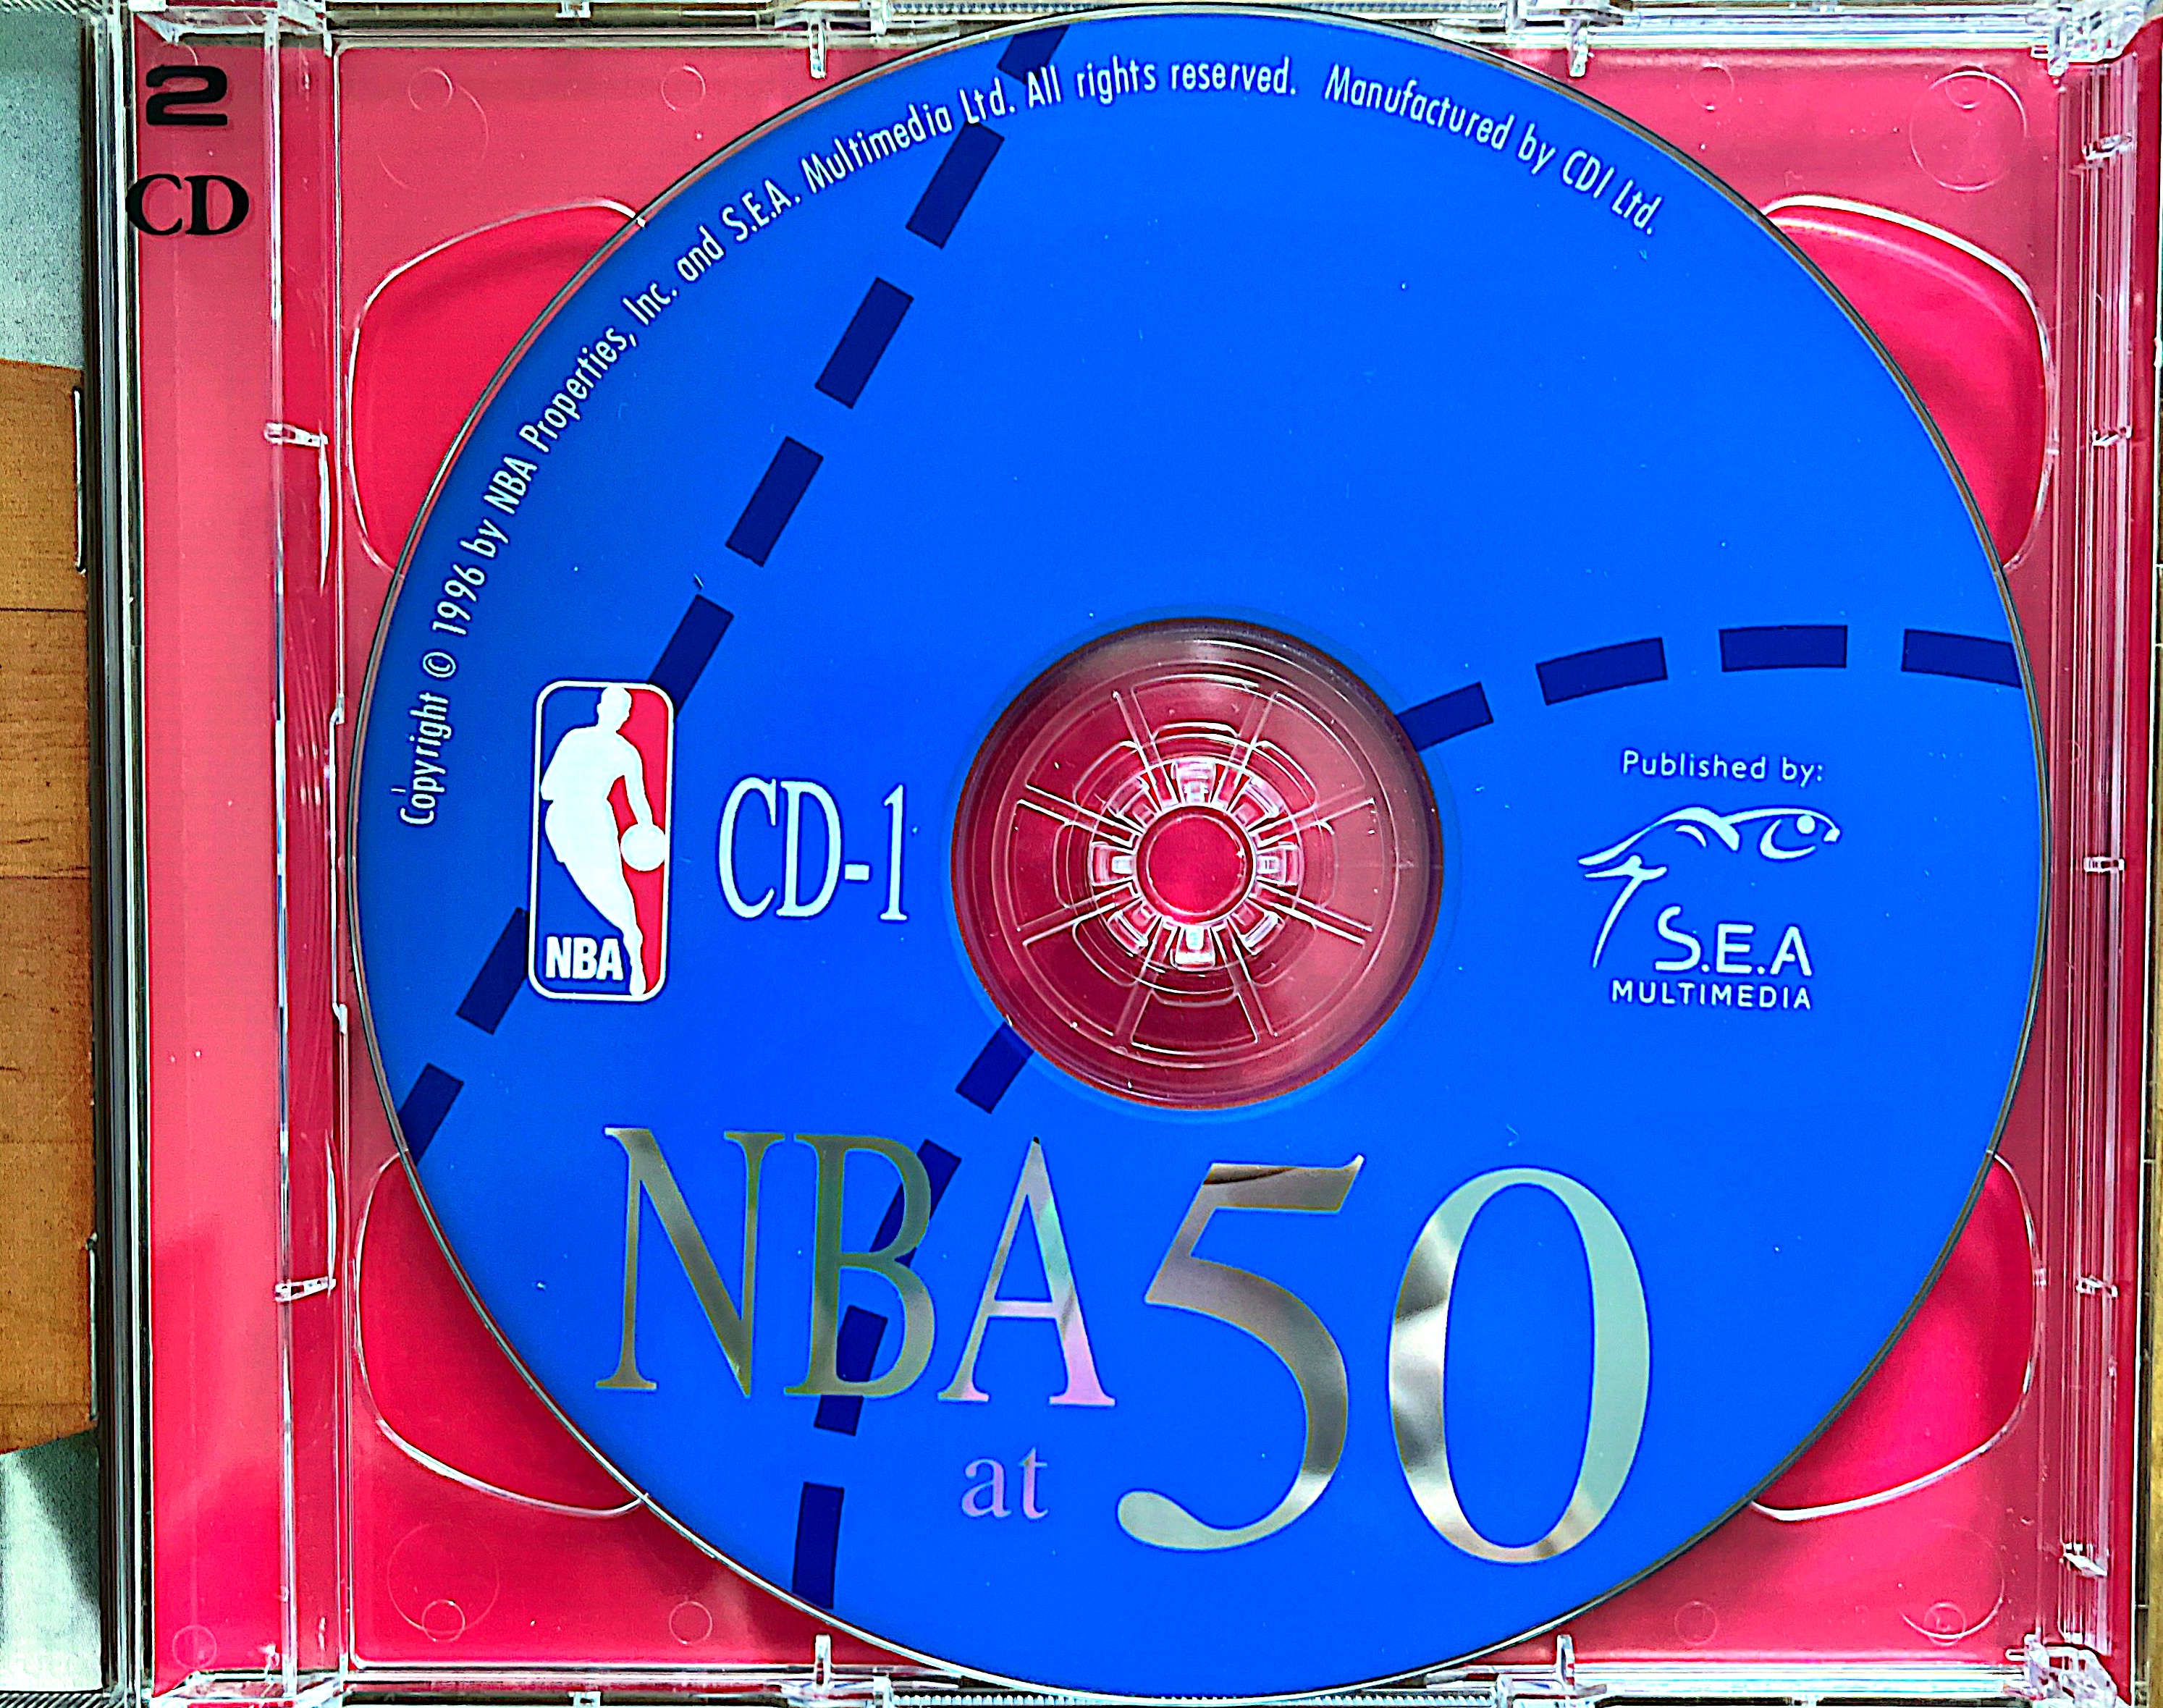 2
CD
Copyright © 1996 by NBA Properties, Inc. and S.E.A. Multimedia Ltd. All rights reserved. Manufactured by CDI Ltd.
NBA
CD-1
Published by:
S.E.A
MULTIMEDIA
NBA
at
50